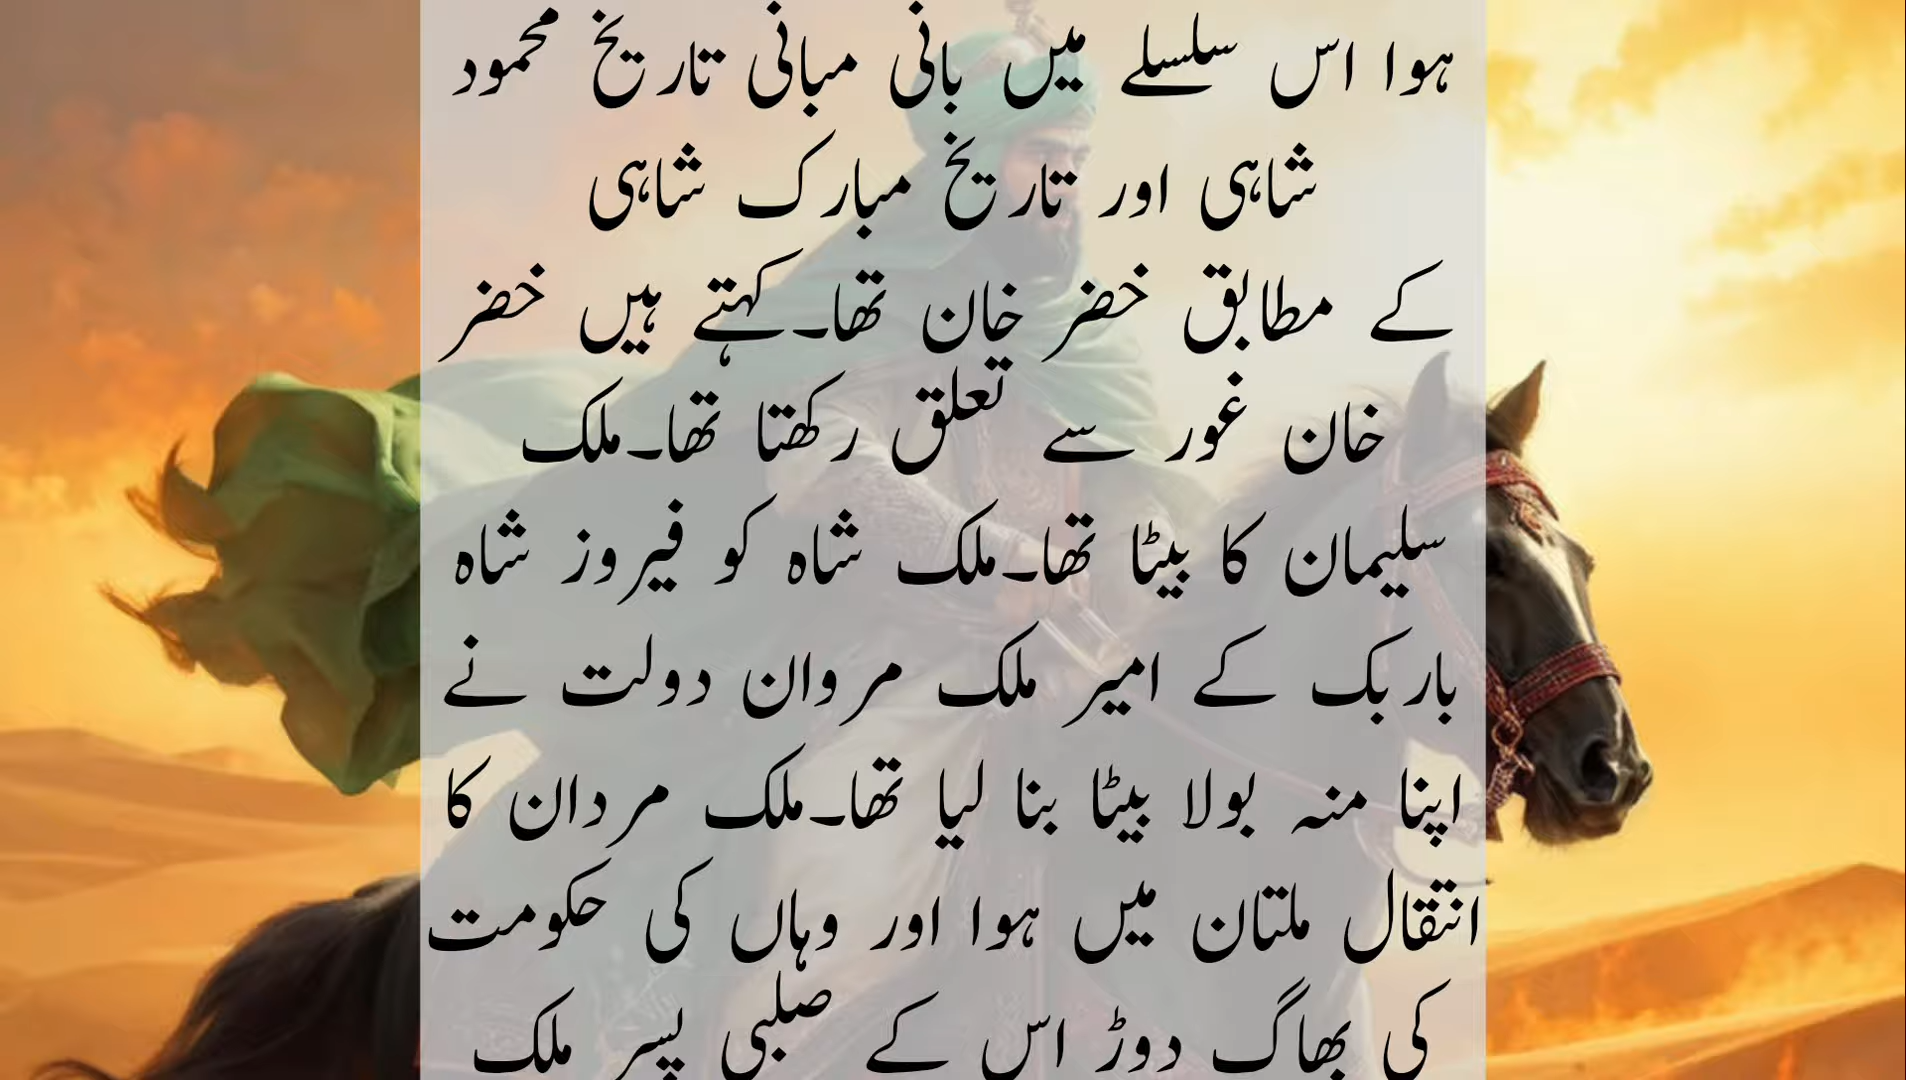 ہوا اس سلسلے میں بانی مبانی تاریخ محمود
شاہی اور تاریخ مبارک شاہی
کے مطابق خضر خان تھا۔کہتے ہیں خضر
خان غور سے تعلق رکھتا تھا۔ملک
سلیمان کا بیٹا تھا۔ملک شاہ کو فیروز شاہ
باربک کے امیر ملک مروان دولت نے
اپنا منہ بولا بیٹا بنا لیا تھا۔ملک مردان کا
انتقال ملتان میں ہوا اور وہاں کی حکومت
کی بھاگ دوڑ اس کے صلبی پسر ملک